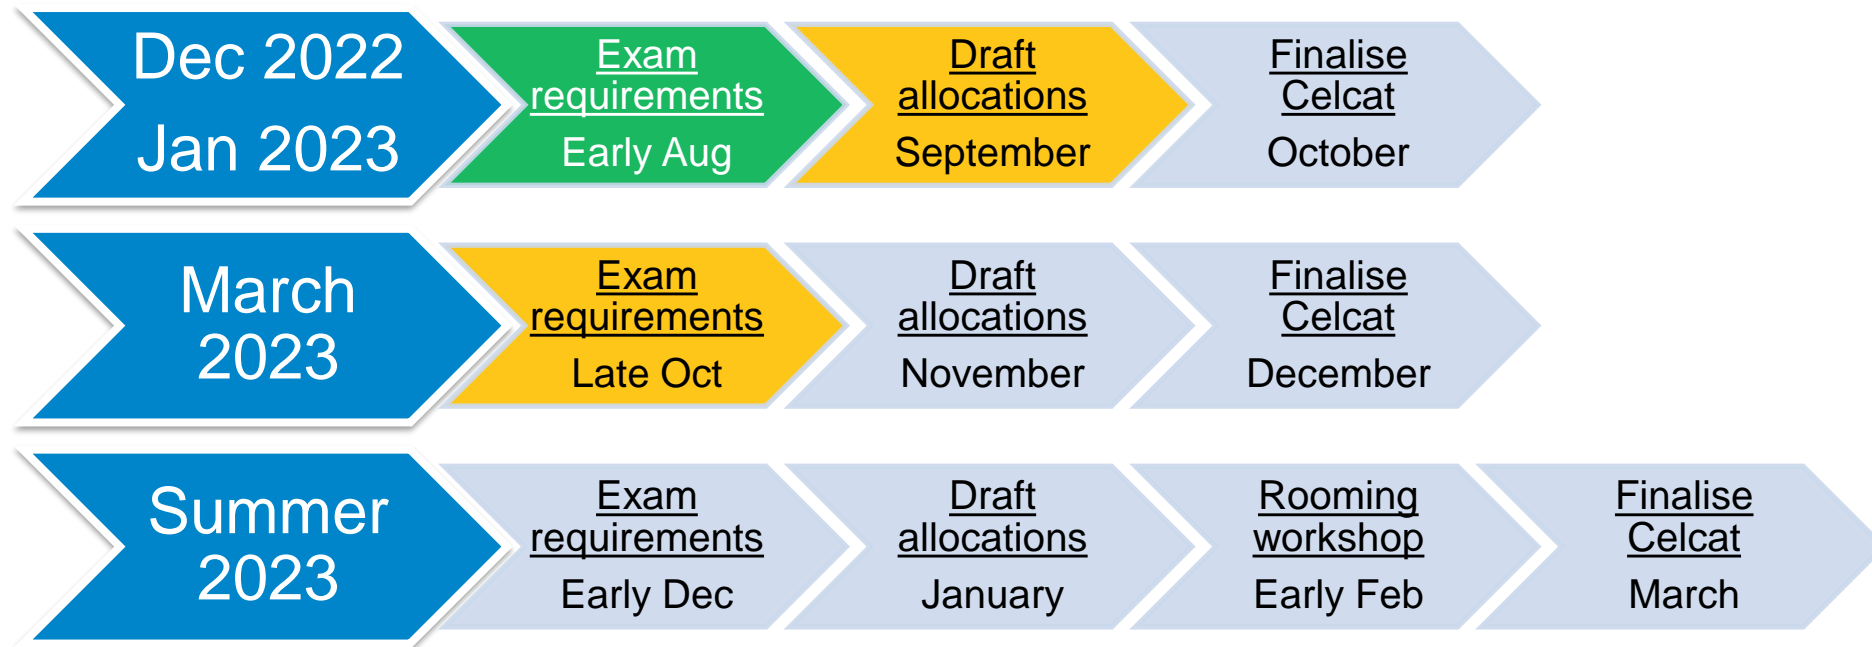 Dec 2022
Jan 2023
Exam
requirements
Early Aug
Draft
allocations
September
Finalise
Celcat
October
March
2023
Exam
requirements
Late Oct
Draft
allocations
November
Finalise
Celcat
December
Summer
2023
Exam
requirements
Early Dec
Draft
allocations
January
Rooming
workshop
Early Feb
Finalise
Celcat
March